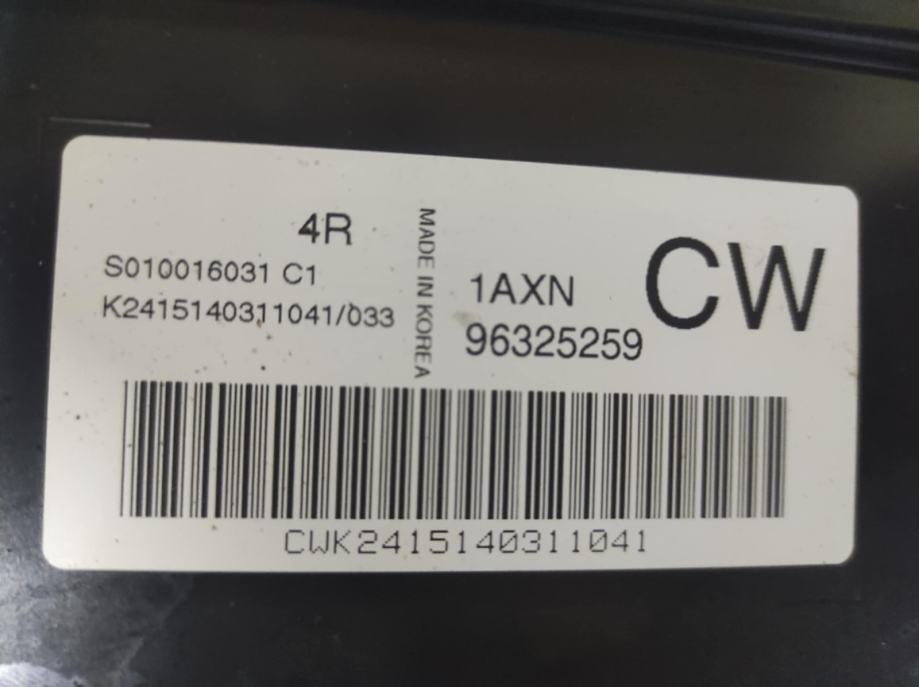 4R
S010016031 C1
K2415140311041/033
MADE IN KOREA
1AXN
96325259
CW
CWK2415140311041